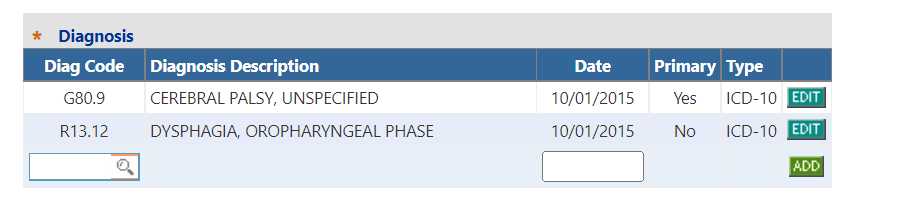 * Diagnosis
Diag Code Diagnosis Description Date Primary Type
G80.9 CEREBRAL PALSY, UNSPECIFIED 10/01/2015 Yes ICD-10 EDIT
R13.12 DYSPHAGIA, OROPHARYNGEAL PHASE 10/01/2015 No ICD-10 EDIT
ADD